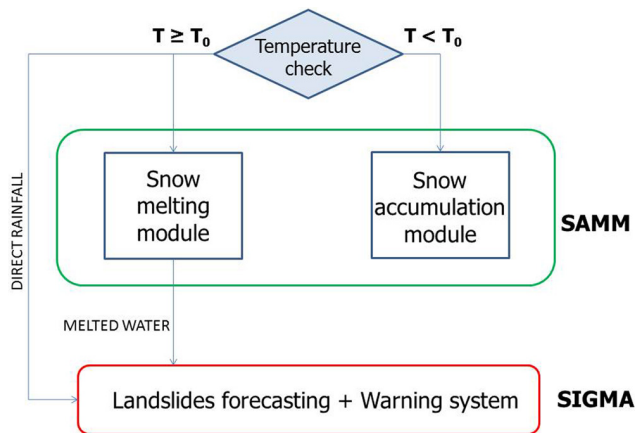 T ≥ T₀
Temperature
check
T < T₀
Snow
melting
module
Snow
accumulation
module
SAMM
DIRECT RAINFALL
MELTED WATER
Landslides forecasting + Warning system
SIGMA